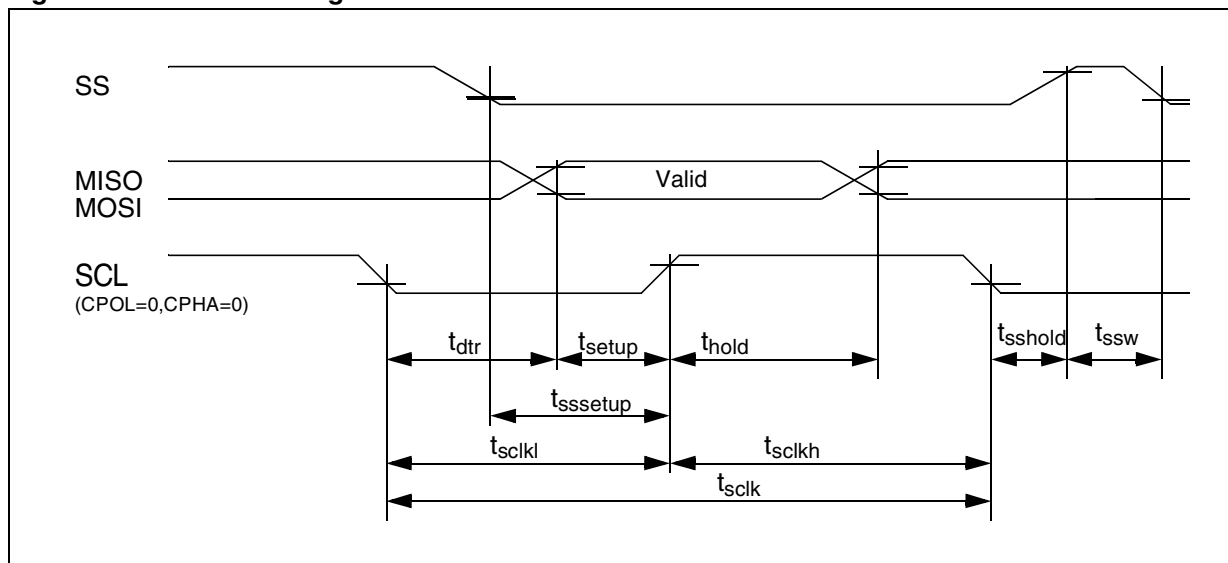 SS
MISO
MOSI
Valid
SCL
(CPOL=0,CPHA=0)
tdtr
tsetup
thold
tsshold
tssw
tsssetup
tsclkl
tsclkh
tsclk